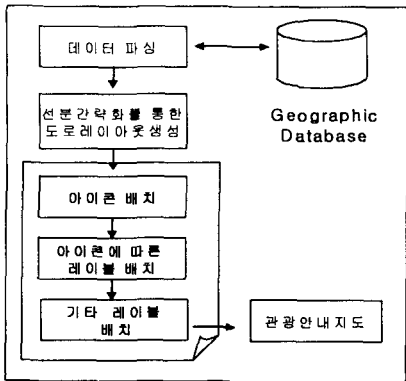 데이터 파싱
Geographic
Database
선분간략화를 통한
도로레이아웃생성
아이콘 배치
아이콘에 따른
레이블 배치
기타 레이블
배치
관광안내지도